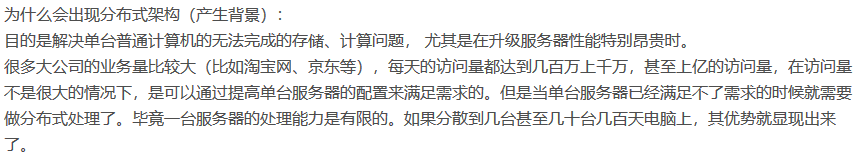 为什么会出现分布式架构（产生背景）：
目的是解决单台普通计算机的无法完成的存储、计算问题， 尤其是在升级服务器性能特别昂贵时。
很多大公司的业务量比较大（比如淘宝网、京东等），每天的访问量都达到几百万上千万，甚至上亿的访问量，在访问量
不是很大的情况下，是可以通过提高单台服务器的配置来满足需求的。但是当单台服务器已经满足不了需求的时候就需要
做分布式处理了。毕竟一台服务器的处理能力是有限的。如果分散到几台甚至几十台几百天电脑上，其优势就显现出来
了。